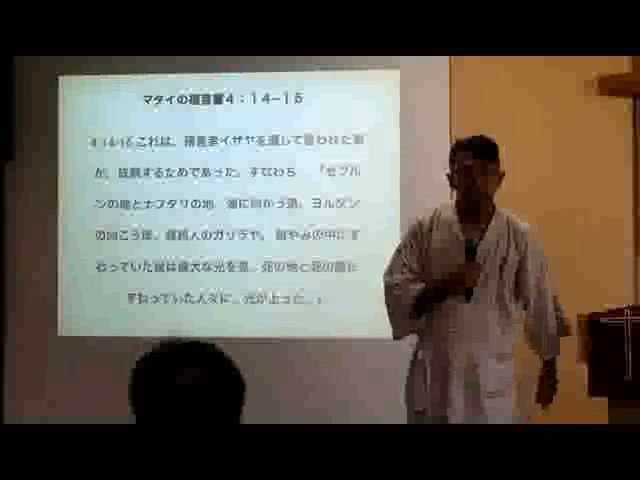 マタイの福音書4：14−15
4:14-16 これは、預言者イザヤを通して言われた事
が、成就するためであった。すなわち、「ゼブル
ンの地とナフタリの地、湖に向かう道、ヨルダン
の向こう岸、異邦人のガリラヤ。暗やみの中にす
わっていた民は偉大な光を見、死の地と死の陰に
すわっていた人々に、光が上った。」